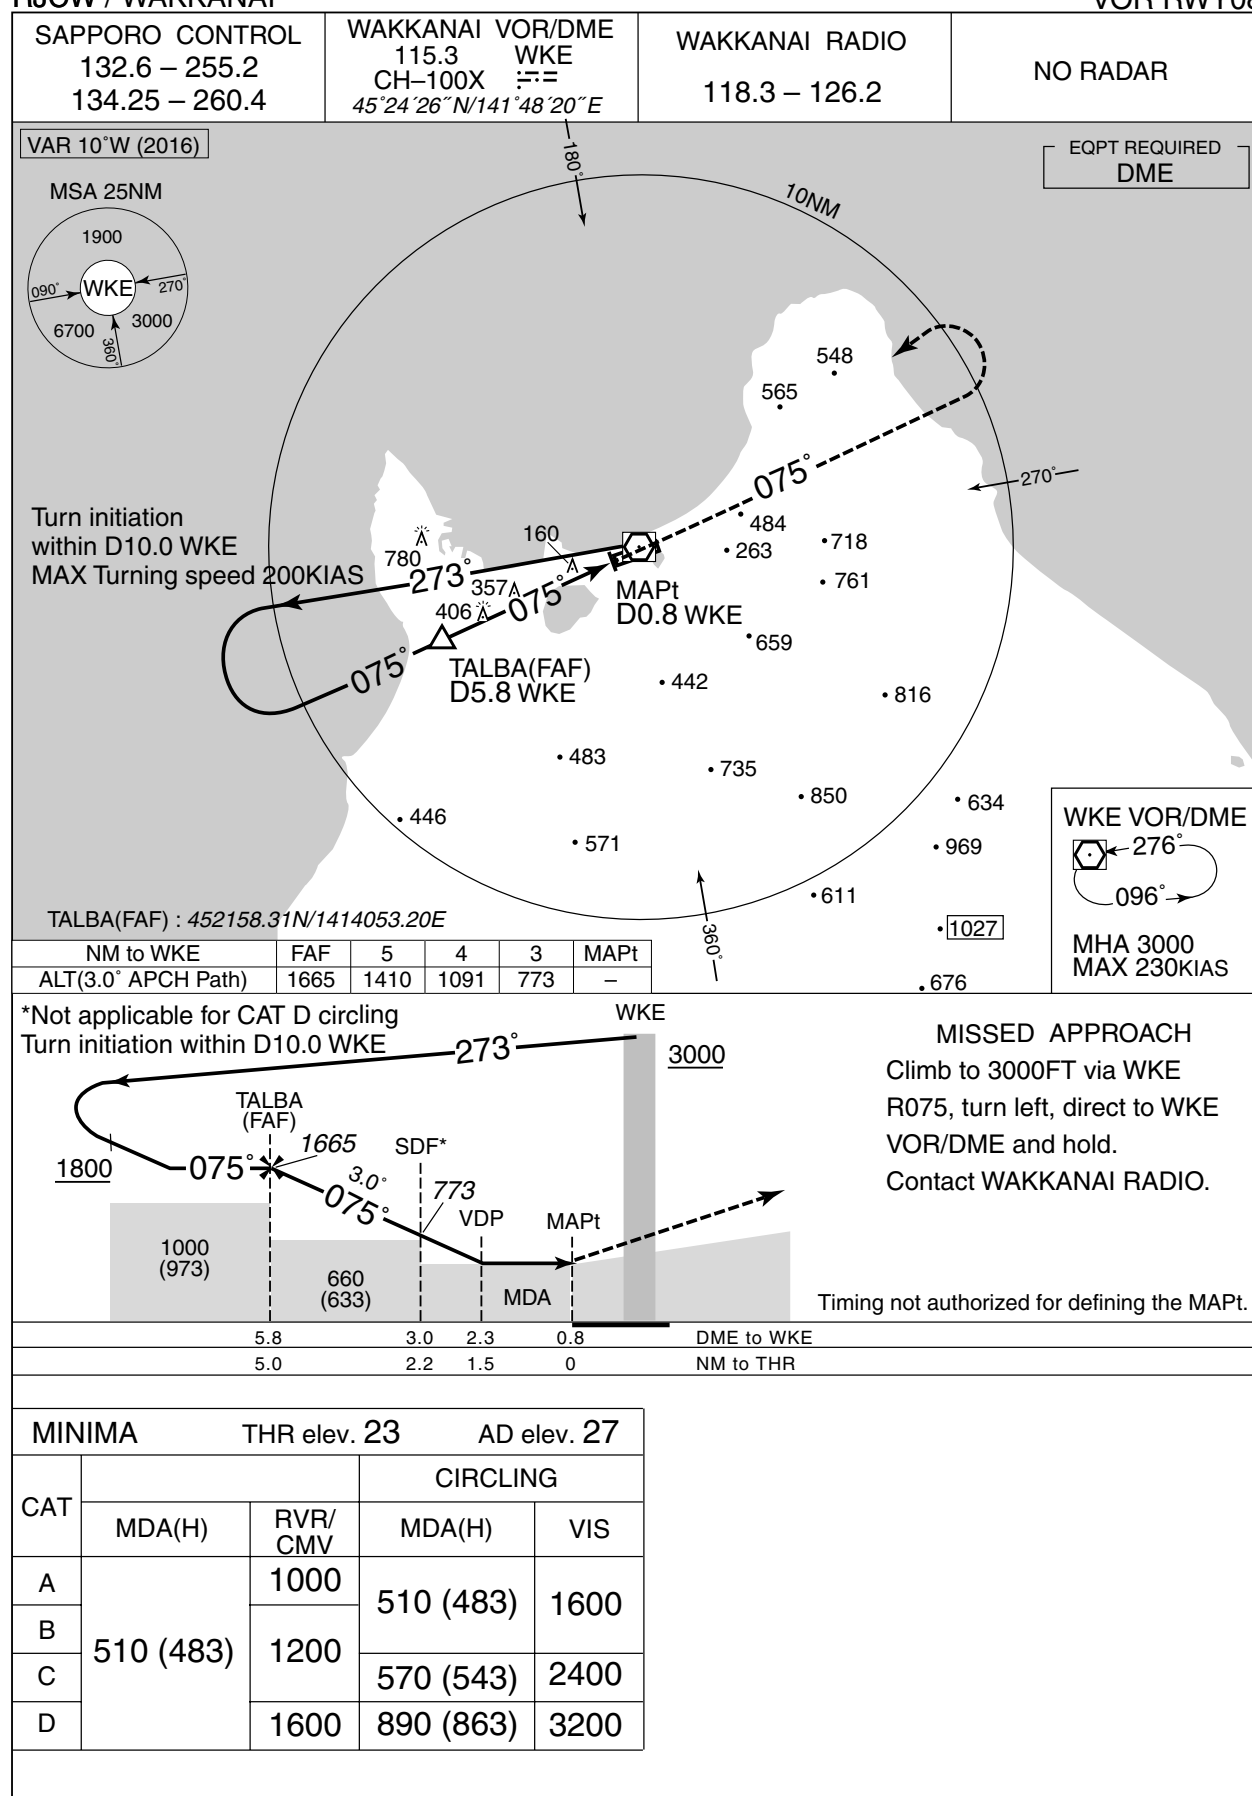 RJCW / WAKKANAI
VOR RWY 08
SAPPORO CONTROL
132.6 – 255.2
134.25 – 260.4
WAKKANAI VOR/DME
115.3 WKE
CH–100X
45°24´26˝N/141°48´20˝E
WAKKANAI RADIO
118.3 – 126.2
NO RADAR
VAR 10°W (2016)
EQPT REQUIRED
DME
MSA 25NM
1900
090°
WKE
270°
6700
3000
360°
180°
10NM
548
565
075°
270°
Turn initiation
within D10.0 WKE
MAX Turning speed 200KIAS
780
160
484
263
718
761
273°
357
406
075°
MAPt
D0.8 WKE
659
075°
TALBA(FAF)
D5.8 WKE
442
816
483
735
850
634
446
571
969
611
1027
676
360°
WKE VOR/DME
276°
096°
MHA 3000
MAX 230KIAS
TALBA(FAF) : 452158.31N/1414053.20E
NM to WKE FAF 5 4 3 MAPt
ALT(3.0° APCH Path) 1665 1410 1091 773 –
*Not applicable for CAT D circling
Turn initiation within D10.0 WKE
273°
WKE
3000
MISSED APPROACH
Climb to 3000FT via WKE
R075, turn left, direct to WKE
VOR/DME and hold.
Contact WAKKANAI RADIO.
TALBA
(FAF)
1665
SDF*
1800
075°
3.0°
075°
773
VDP
MAPt
1000
(973)
660
(633)
MDA
Timing not authorized for defining the MAPt.
5.8 3.0 2.3 0.8 DME to WKE
5.0 2.2 1.5 0 NM to THR
MINIMA THR elev. 23 AD elev. 27
CAT
CIRCLING
MDA(H)
RVR/
CMV
MDA(H)
VIS
A
1000
510 (483)
1600
B
510 (483)
1200
C
570 (543)
2400
D
1600
890 (863)
3200